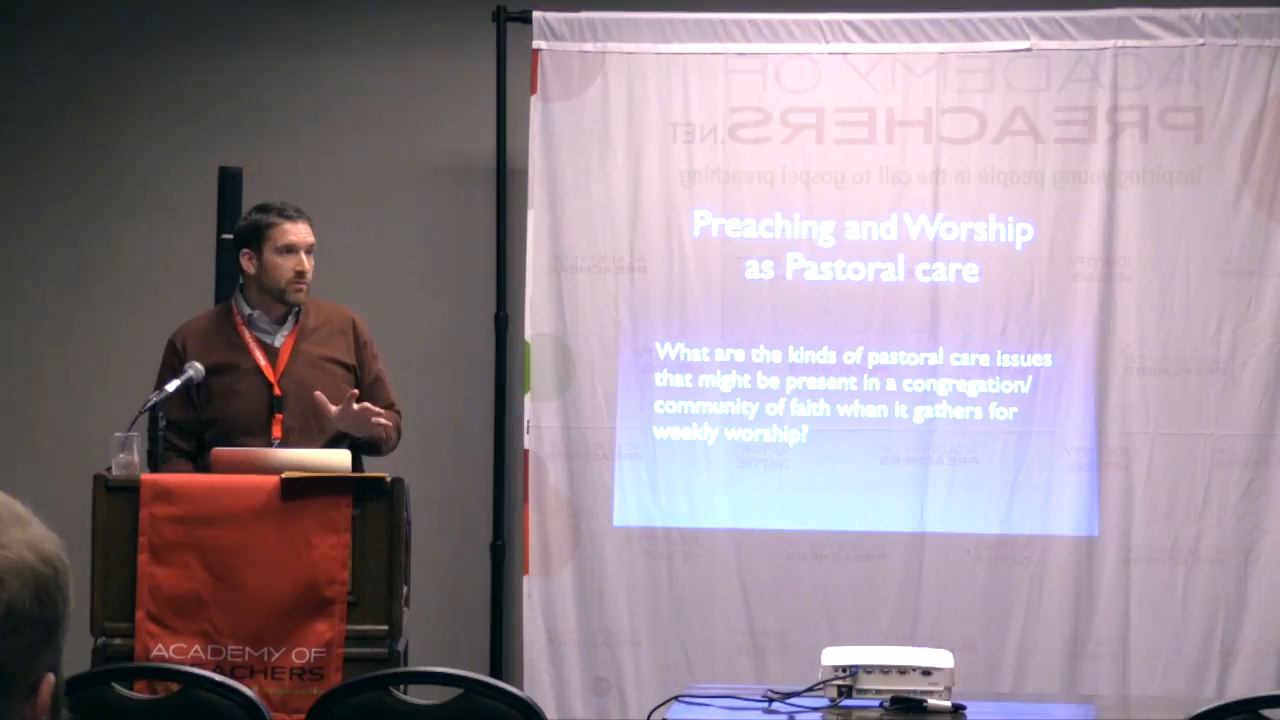 ACADEMY OF
PREACHERS.NET
inspiring young people in the call to gospel preaching
Preaching and Worship
as Pastoral care
What are the kinds of pastoral care issues
that might be present in a congregation/
community of faith when it gathers for
weekly worship?
ACADEMY OF
PREACHERS